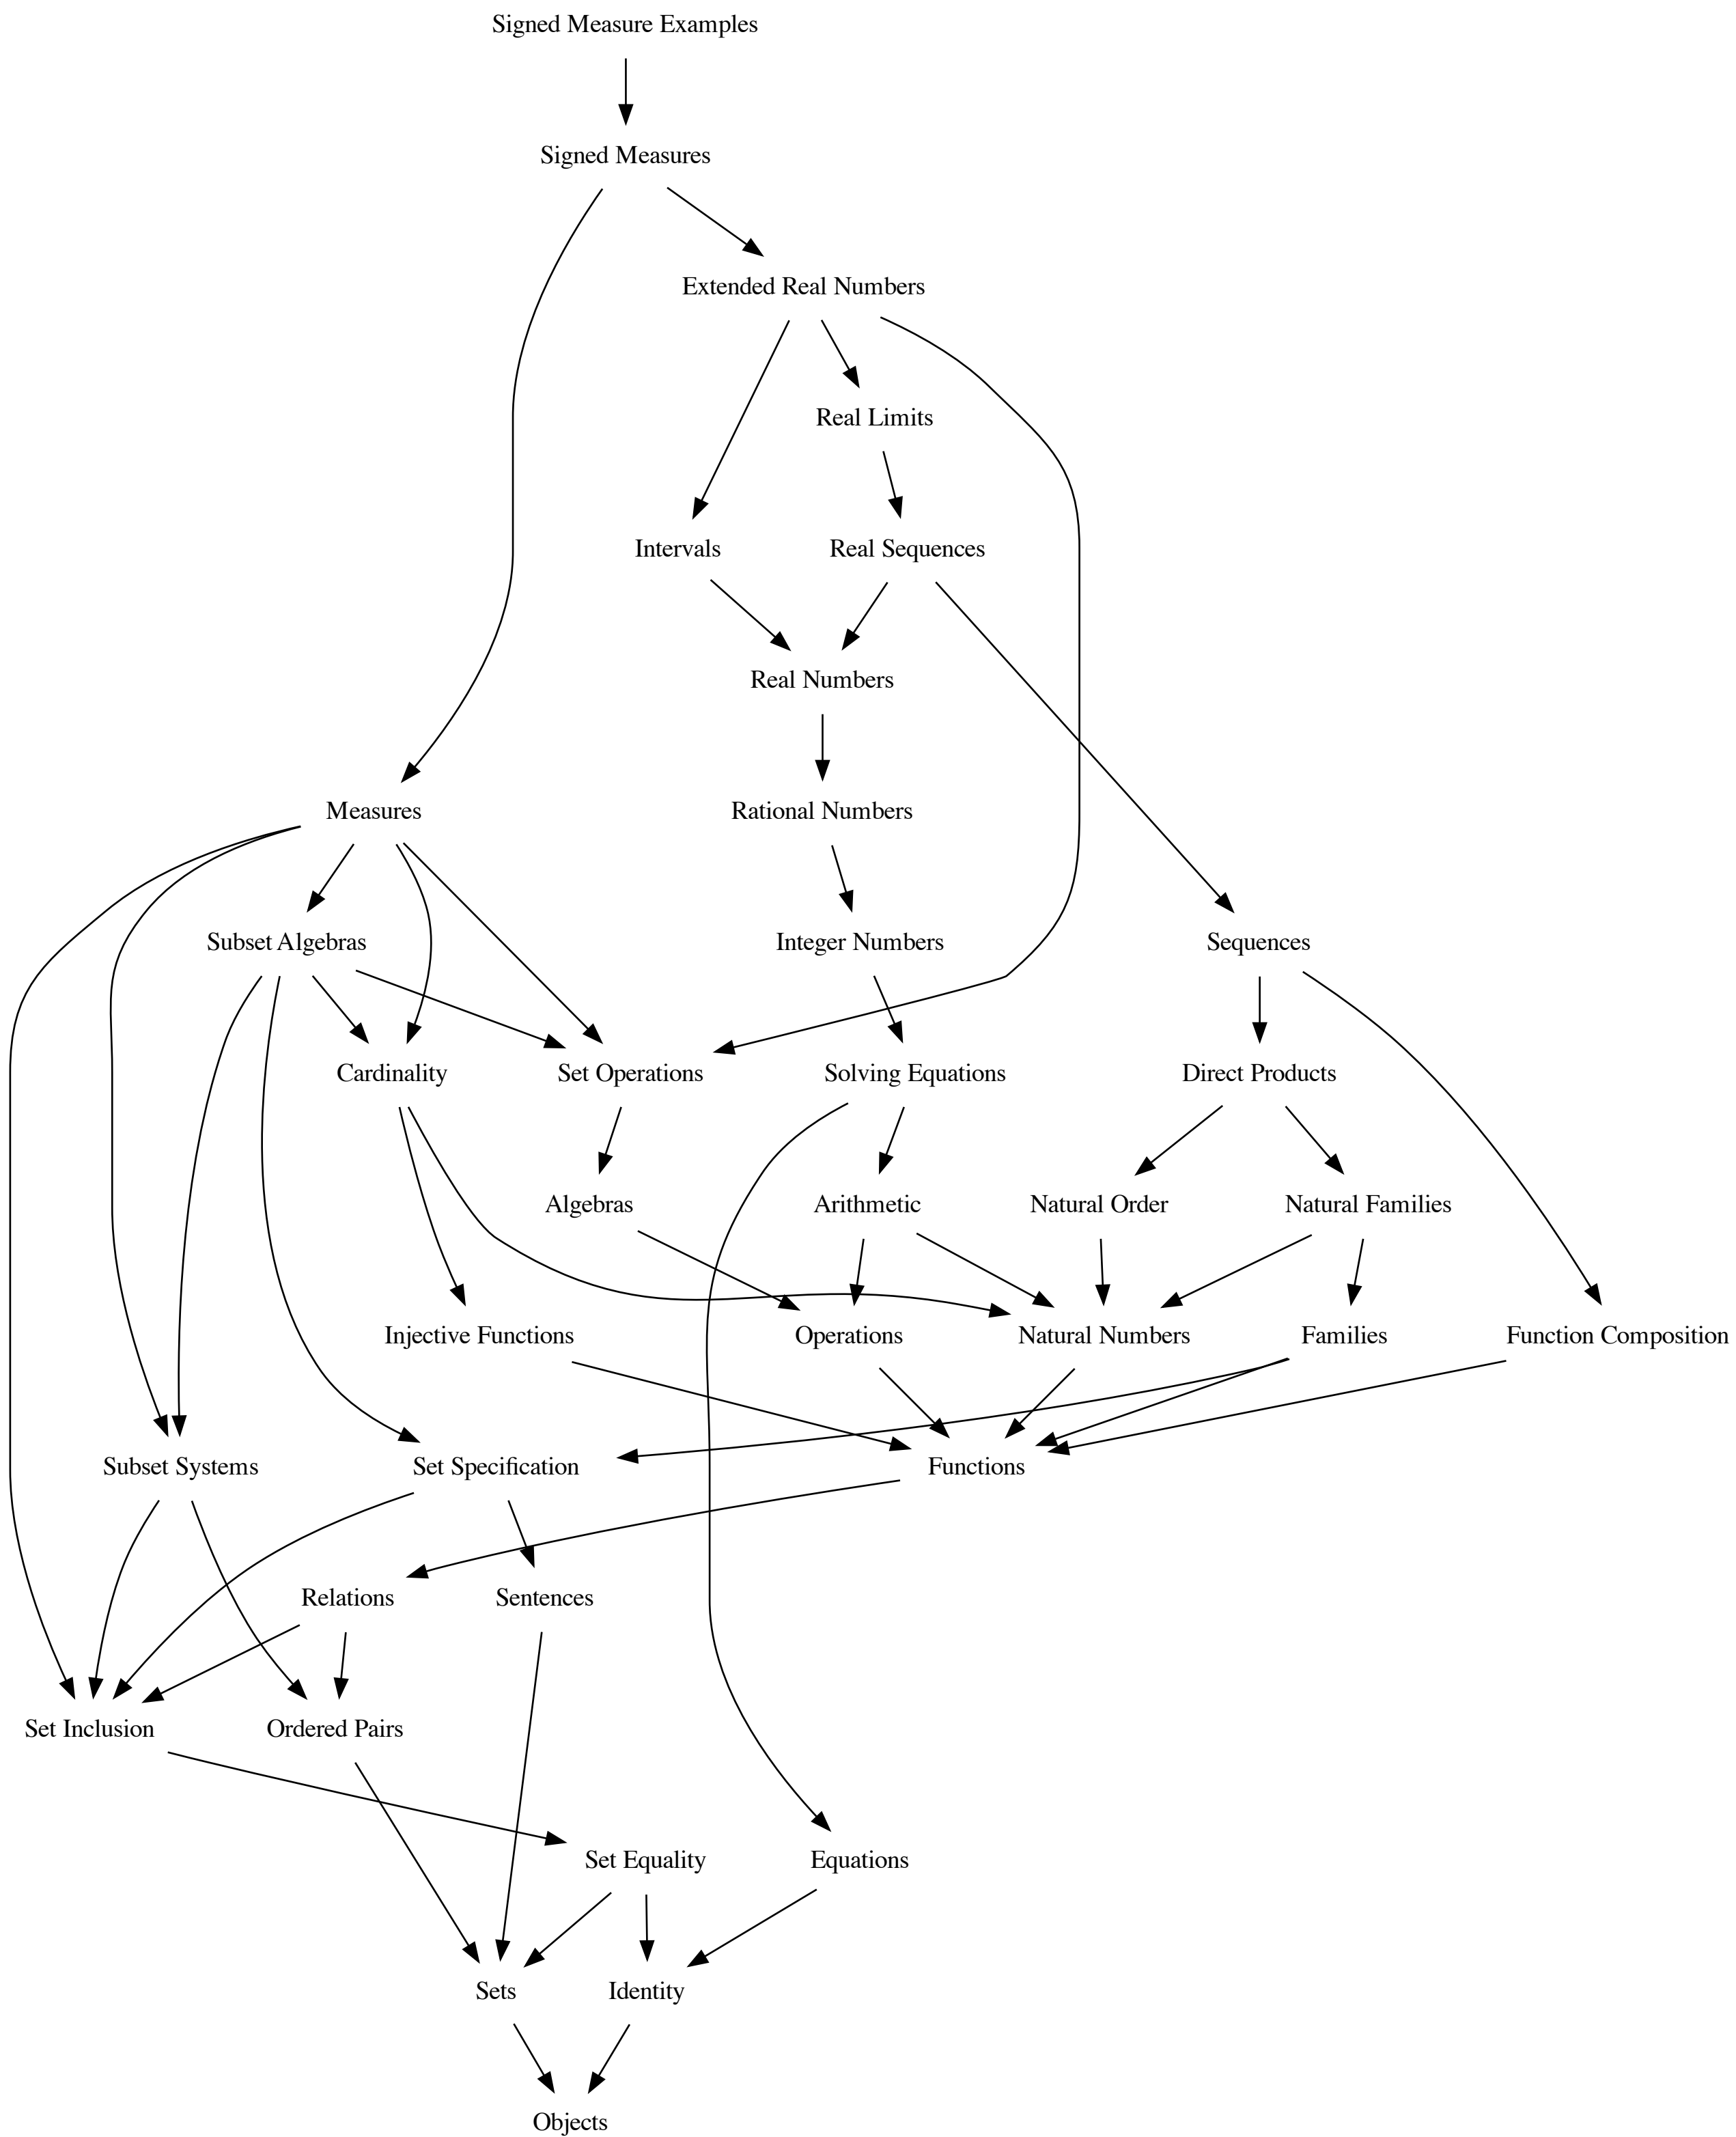 Signed Measure Examples
Signed Measures
Extended Real Numbers
Real Limits
Intervals
Real Sequences
Real Numbers
Measures
Rational Numbers
Subset Algebras
Integer Numbers
Sequences
Cardinality
Set Operations
Solving Equations
Direct Products
Algebras
Arithmetic
Natural Order
Natural Families
Injective Functions
Operations
Natural Numbers
Families
Function Composition
Subset Systems
Set Specification
Functions
Relations
Sentences
Set Inclusion
Ordered Pairs
Set Equality
Equations
Sets
Identity
Objects